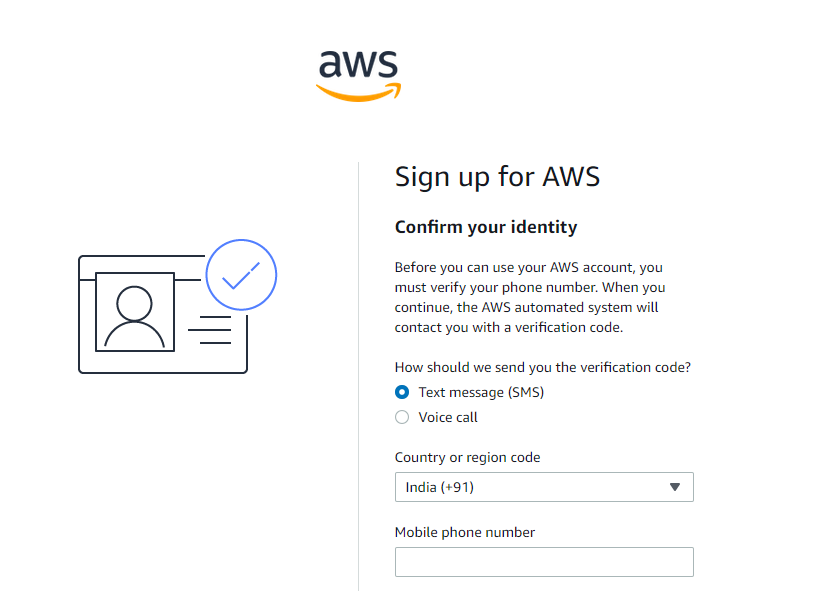 aws
Sign up for AWS
Confirm your identity
Before you can use your AWS account, you
must verify your phone number. When you
continue, the AWS automated system will
contact you with a verification code.
How should we send you the verification code?
Text message (SMS)
Voice call
Country or region code
India (+91)
Mobile phone number